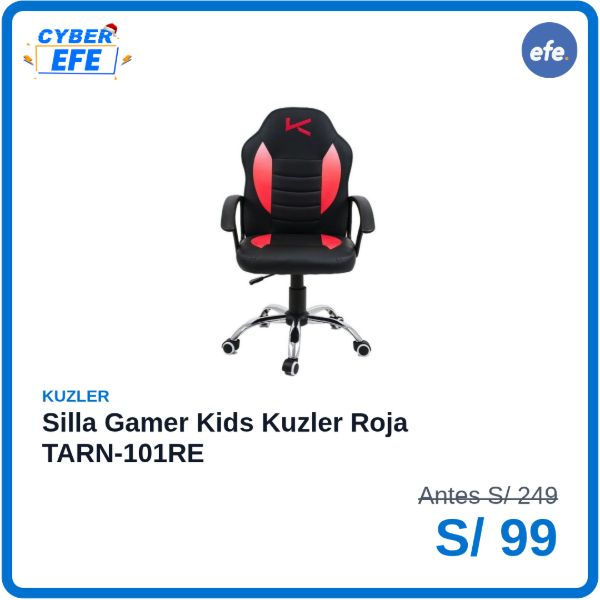 CYBER
EFE
efe.
K
KUZLER
Silla Gamer Kids Kuzler Roja
TARN-101RE
Antes S/ 249
S/ 99